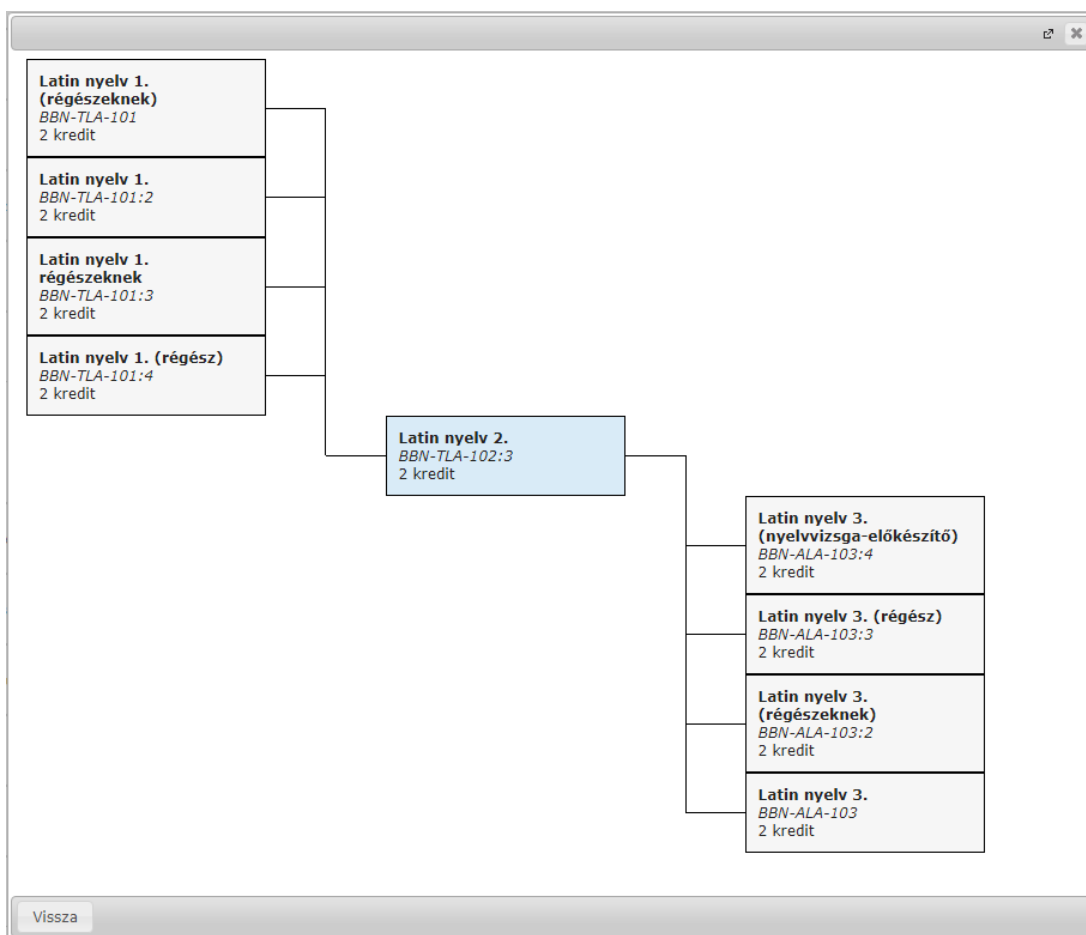 Latin nyelv 1.
(régészeknek)
BBN-TLA-101
2 kredit
Latin nyelv 1.
BBN-TLA-101:2
2 kredit
Latin nyelv 1.
régészeknek
BBN-TLA-101:3
2 kredit
Latin nyelv 1. (régész)
BBN-TLA-101:4
2 kredit
Latin nyelv 2.
BBN-TLA-102:3
2 kredit
Latin nyelv 3.
(nyelvvizsga-előkészítő)
BBN-ALA-103:4
2 kredit
Latin nyelv 3. (régész)
BBN-ALA-103:3
2 kredit
Latin nyelv 3.
(régészeknek)
BBN-ALA-103:2
2 kredit
Latin nyelv 3.
BBN-ALA-103
2 kredit
Vissza